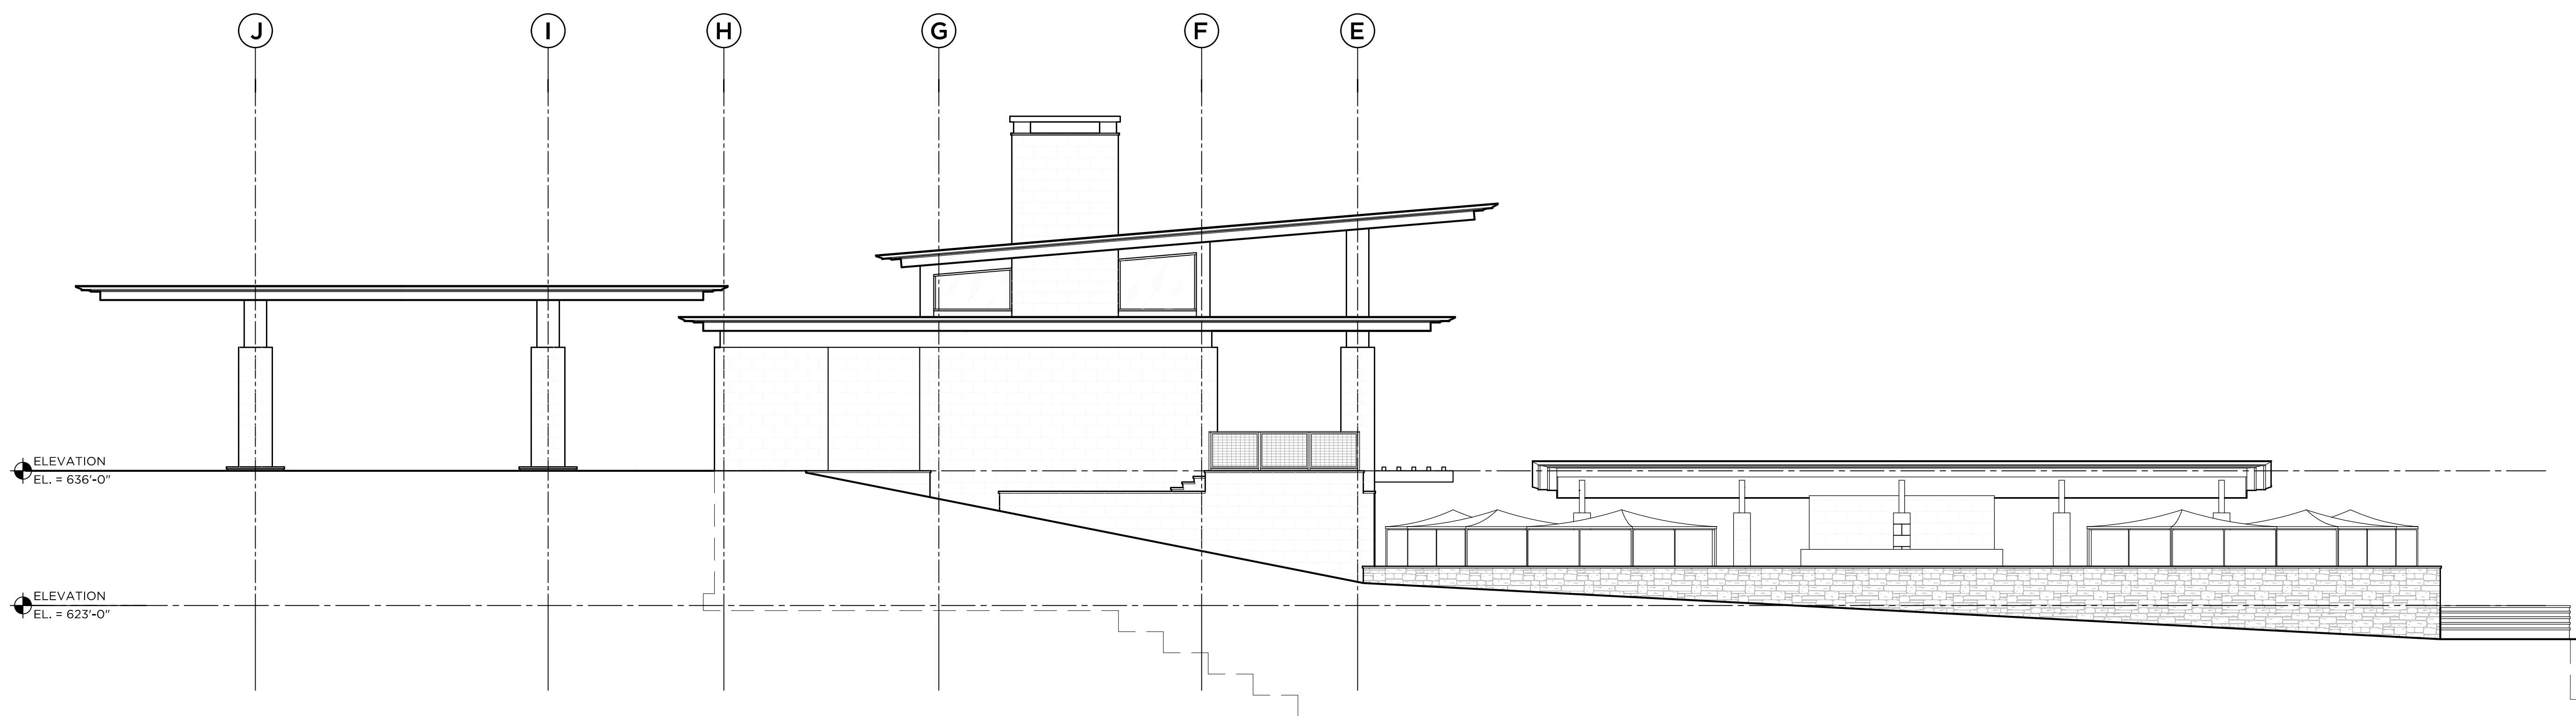 J I H G F E
ELEVATION
EL. = 636'-0"
ELEVATION
EL. = 623'-0"